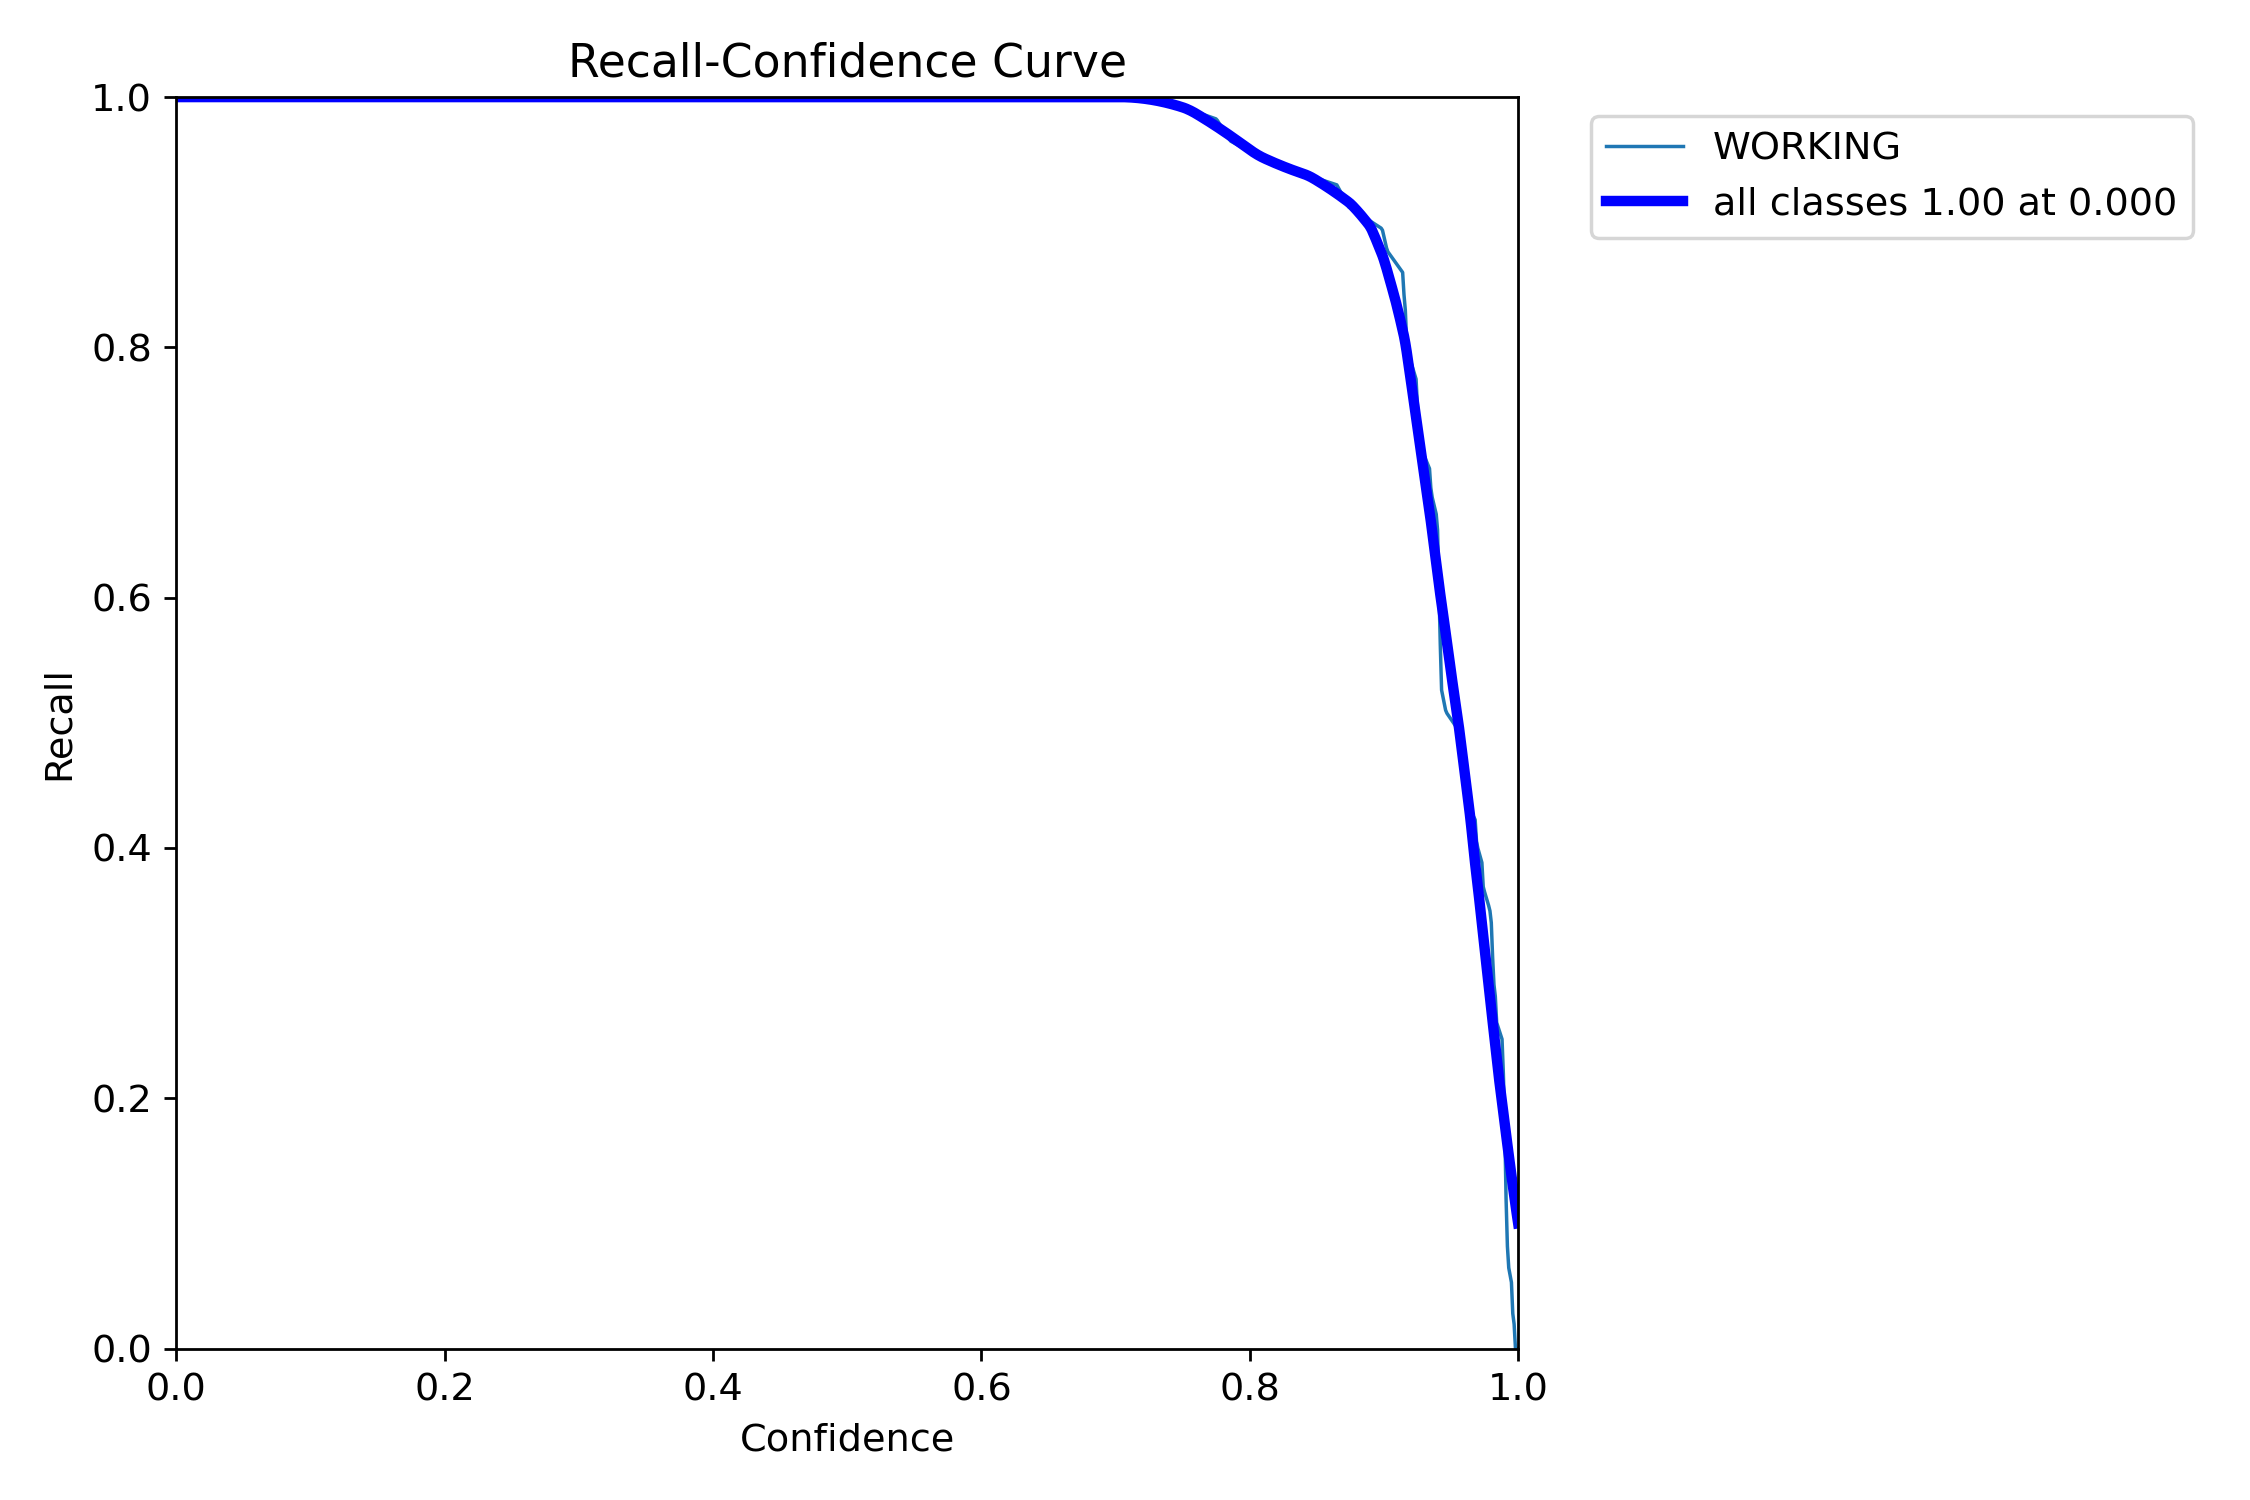 Recall-Confidence Curve
WORKING
all classes 1.00 at 0.000
1.0
0.8
0.6
0.4
0.2
0.0
Recall
0.0 0.2 0.4 0.6 0.8 1.0
Confidence